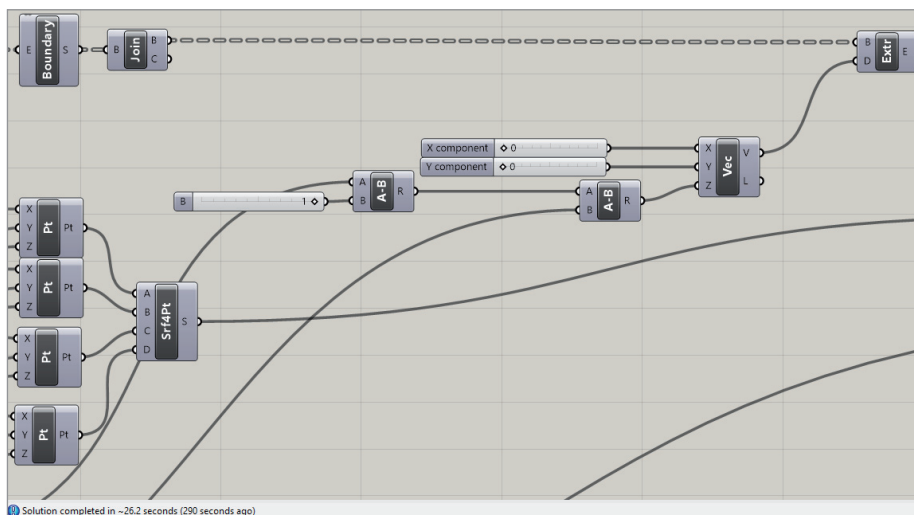 E Boundary S
B Join B C
B D Extr E
X component 0
Y component 0
X Y Z Vec V L
B 1
A B A-B R
A B A-B R
X Y Z Pt Pt
X Y Z Pt Pt
A B C D Srf4Pt S
X Y Z Pt Pt
X Y Z Pt Pt
Solution completed in ~26.2 seconds (290 seconds ago)